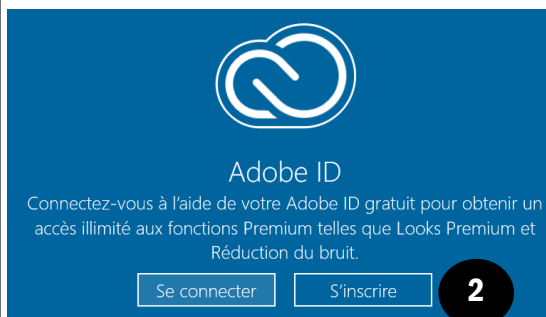 Adobe ID
Connectez-vous à l'aide de votre Adobe ID gratuit pour obtenir un
accès illimité aux fonctions Premium telles que Looks Premium et
Réduction du bruit.
Se connecter S'inscrire 2